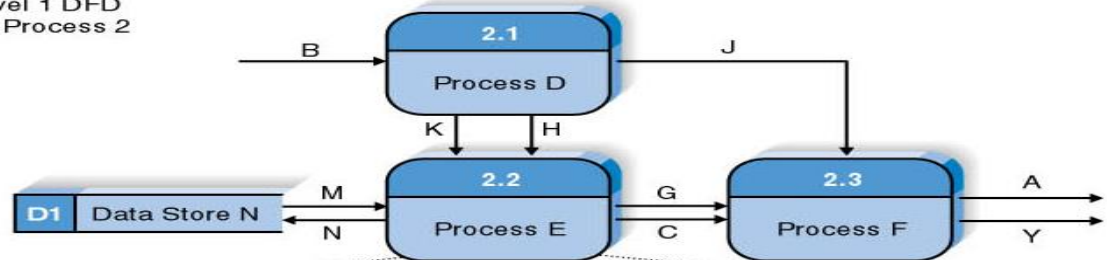 vel 1 DFD
Process 2
2.1
B
J
Process D
K
H
2.2
2.3
M
G
A
D1
Data Store N
Process E
Process F
N
C
Y